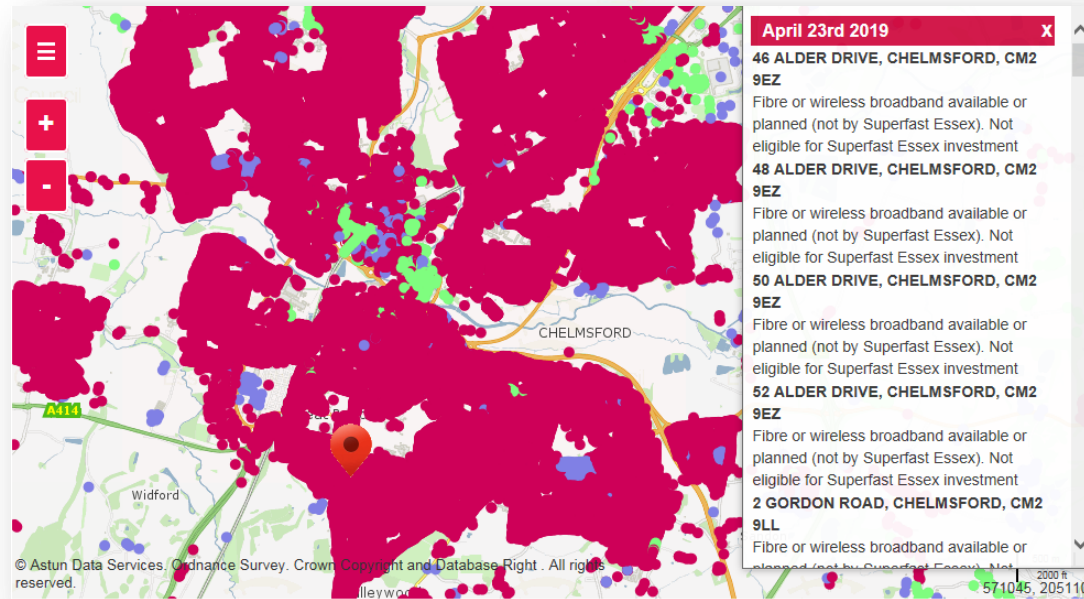 April 23rd 2019
x
46 ALDER DRIVE, CHELMSFORD, CM2
9EZ
Fibre or wireless broadband available or
planned (not by Superfast Essex). Not
eligible for Superfast Essex investment
48 ALDER DRIVE, CHELMSFORD, CM2
9EZ
Fibre or wireless broadband available or
planned (not by Superfast Essex). Not
eligible for Superfast Essex investment
50 ALDER DRIVE, CHELMSFORD, CM2
9EZ
Fibre or wireless broadband available or
planned (not by Superfast Essex). Not
eligible for Superfast Essex investment
52 ALDER DRIVE, CHELMSFORD, CM2
9EZ
Fibre or wireless broadband available or
planned (not by Superfast Essex). Not
eligible for Superfast Essex investment
2 GORDON ROAD, CHELMSFORD, CM2
9LL
Fibre or wireless broadband available or
planned (not by Superfast Essex). Not
+
-
CHELMSFORD
A414
Widford
© Astun Data Services. Ordnance Survey. Crown Copyright and Database Right . All rights
reserved.
2000 ft
571045, 205110